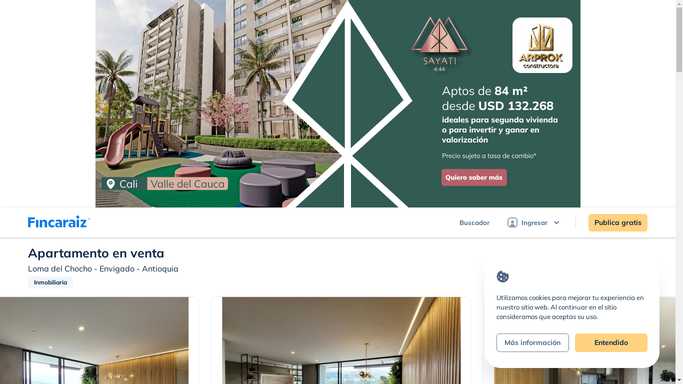 SAYATI
4:44
ARPROK
constructora
Aptos de 84 m²
desde USD 132.268
ideales para segunda vivienda
o para invertir y ganar en
valorización
Precio sujeto a tasa de cambio*
Quiero saber más
Cali Valle del Cauca
Fincaraiz
Buscador Ingresar Publica gratis
Apartamento en venta
Loma del Chocho - Envigado - Antioquia
Inmobiliaria
Utilizamos cookies para mejorar tu experiencia en
nuestro sitio web. Al continuar en el sitio
consideramos que aceptas su uso.
Más información Entendido